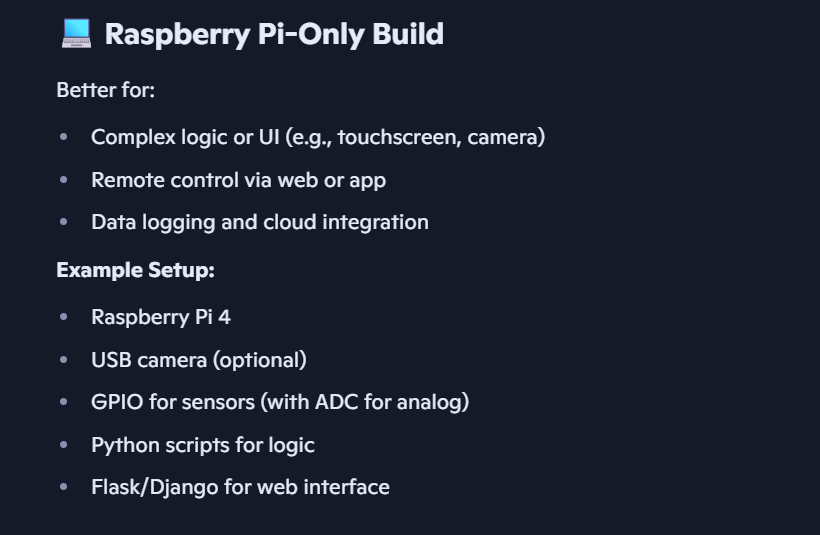 Raspberry Pi-Only Build
Better for:
Complex logic or UI (e.g., touchscreen, camera)
Remote control via web or app
Data logging and cloud integration
Example Setup:
Raspberry Pi 4
USB camera (optional)
GPIO for sensors (with ADC for analog)
Python scripts for logic
Flask/Django for web interface